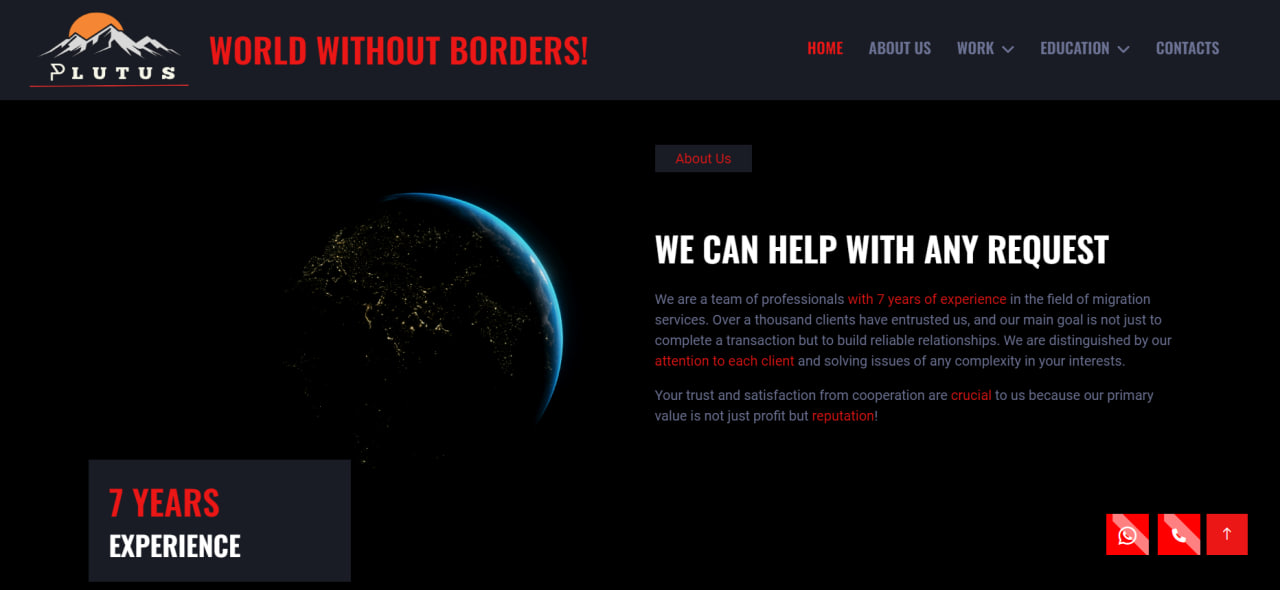 PLUTUS
WORLD WITHOUT BORDERS!
HOME
ABOUT US
WORK
EDUCATION
CONTACTS
About Us
WE CAN HELP WITH ANY REQUEST
We are a team of professionals with 7 years of experience in the field of migration
services. Over a thousand clients have entrusted us, and our main goal is not just to
complete a transaction but to build reliable relationships. We are distinguished by our
attention to each client and solving issues of any complexity in your interests.
Your trust and satisfaction from cooperation are crucial to us because our primary
value is not just profit but reputation!
7 YEARS
EXPERIENCE